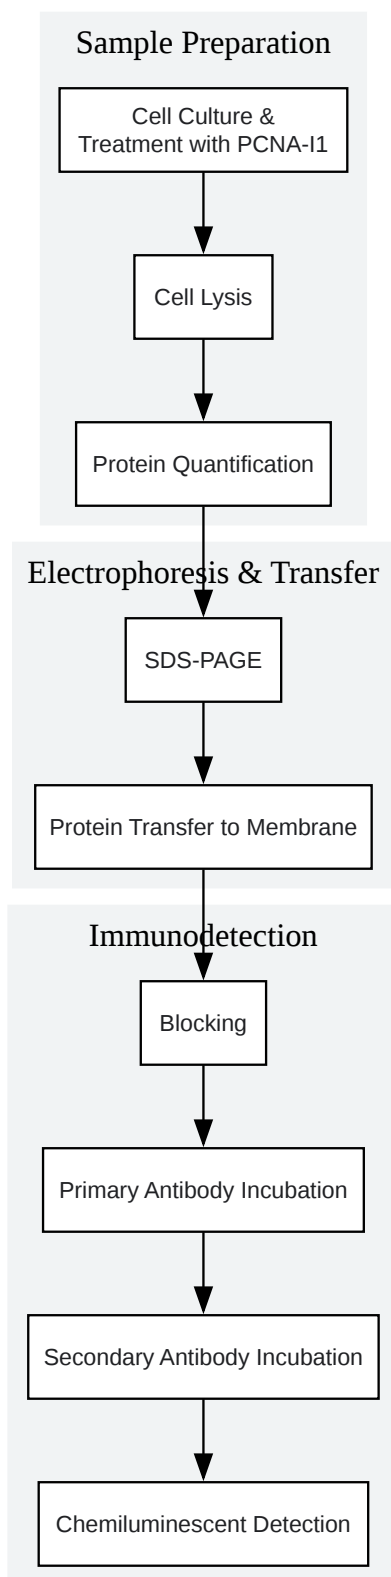 Sample Preparation
Cell Culture &
Treatment with PCNA-I1
Cell Lysis
Protein Quantification
Electrophoresis & Transfer
SDS-PAGE
Protein Transfer to Membrane
Immunodetection
Blocking
Primary Antibody Incubation
Secondary Antibody Incubation
Chemiluminescent Detection